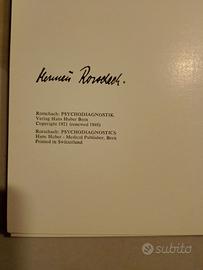 Hermann Rorschach.
Rorschach: PSYCHODIAGNOSTIK.
Verlag Hans Huber Bern
Copyright 1921 (renewed 1948)
Rorschach: PSYCHODIAGNOSTICS
Hans Huber - Medical Publisher, Bern
Printed in Switzerland
subito